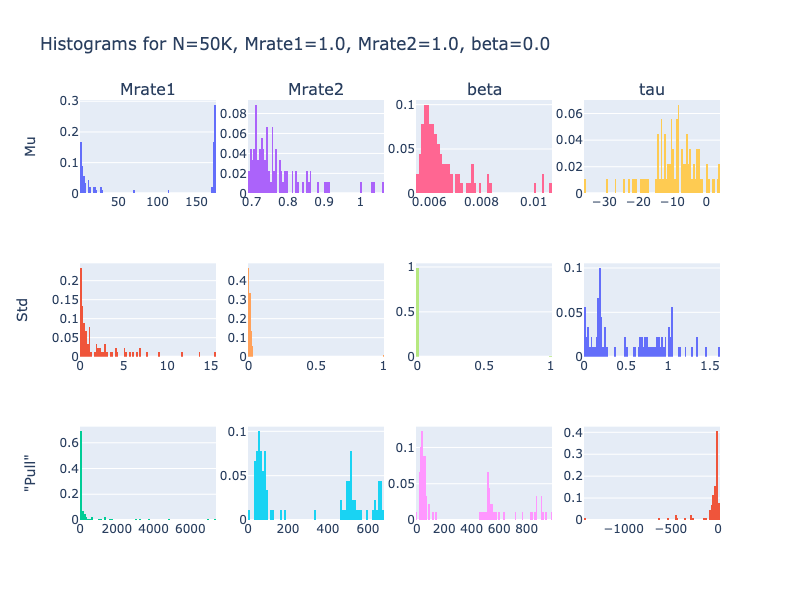 Histograms for N=50K, Mrate1=1.0, Mrate2=1.0, beta=0.0
Mrate1 Mrate2 beta tau
Mu
0.3 0.2 0.1 0
50 100 150
0.08 0.06 0.04 0.02 0
0.7 0.8 0.9 1
0.1 0.05 0
0.006 0.008 0.01
0.06 0.04 0.02 0
−30 −20 −10 0
Std
0.2 0.15 0.1 0.05 0
0 5 10 15
0.4 0.3 0.2 0.1 0
0 0.5 1
1 0.5 0
0 0.5 1
0.1 0.05 0
0 0.5 1 1.5
"Pull"
0.6 0.4 0.2 0
0 2000 4000 6000
0.1 0.05 0
0 200 400 600
0.1 0.05 0
0 200 400 600 800
0.4 0.3 0.2 0.1 0
−1000 −500 0